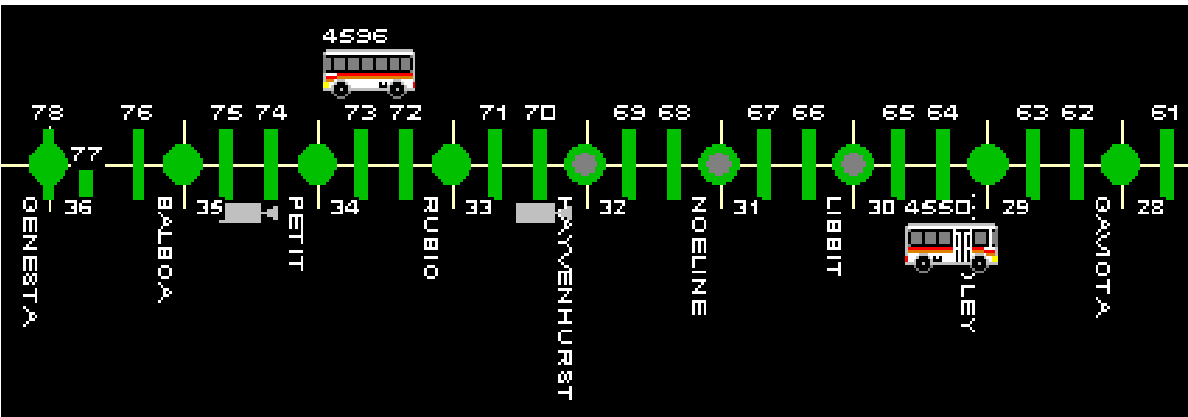 4596
78 76 75 74 73 72 71 70 69 68 67 66 65 64 63 62 61
77
36 35 34 33 32 31 30 4550 29 28
GENESTA
BALBOA
PETIT
RUBIO
HAYVENHURST
NOELINE
LIBBIT
LEY
GAVIOTA